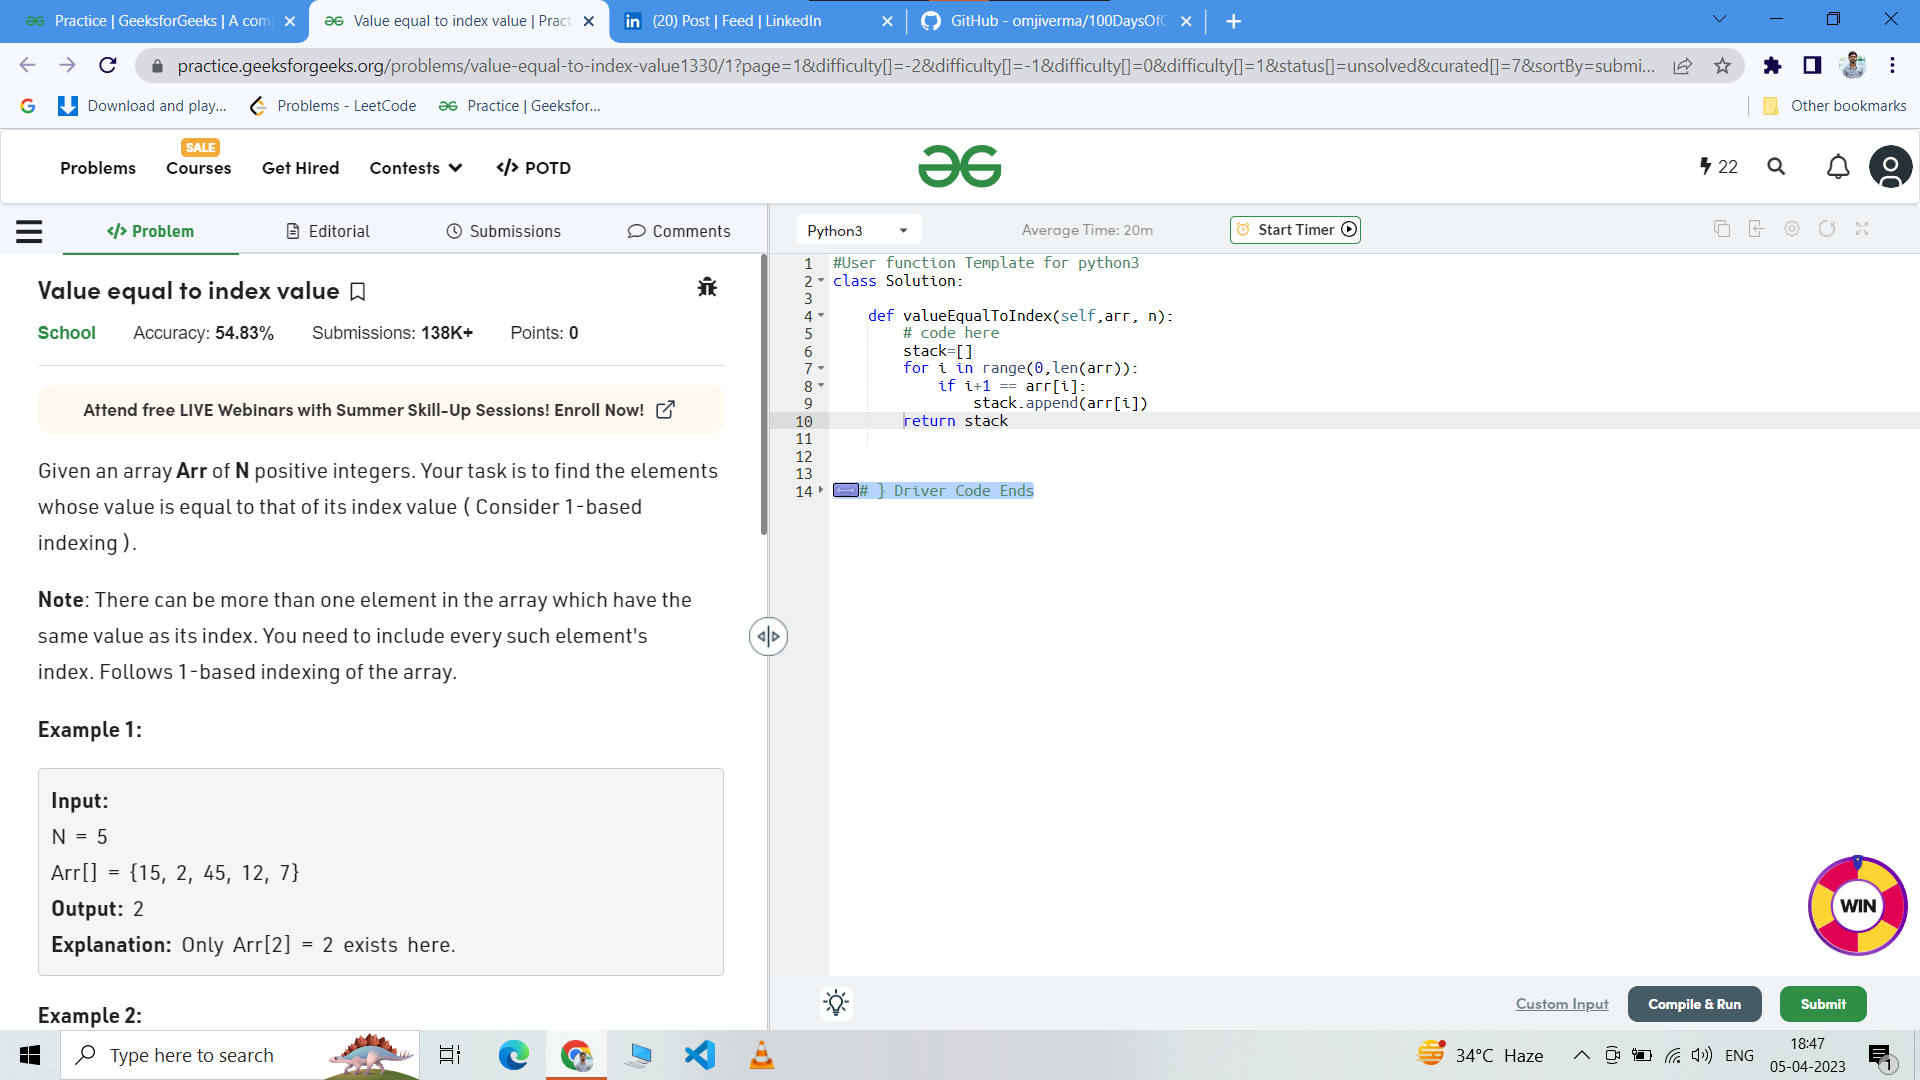 Practice | GeeksforGeeks | A com
Value equal to index value | Pract
(20) Post | Feed | LinkedIn
GitHub - omjiverma/100DaysOfC
practice.geeksforgeeks.org/problems/value-equal-to-index-value1330/1?page=1&difficulty[]=-2&difficulty[]=-1&difficulty[]=0&difficulty[]=1&status[]=unsolved&curated[]=7&sortBy=submi...
Download and play...
Problems - LeetCode
Practice | Geeksfor...
Other bookmarks
SALE
Problems
Courses
Get Hired
Contests
</> POTD
22
</> Problem
Editorial
Submissions
Comments
Python3
Average Time: 20m
Start Timer
Value equal to index value
School
Accuracy: 54.83%
Submissions: 138K+
Points: 0
Attend free LIVE Webinars with Summer Skill-Up Sessions! Enroll Now!
Given an array Arr of N positive integers. Your task is to find the elements
whose value is equal to that of its index value ( Consider 1-based
indexing ).
Note: There can be more than one element in the array which have the
same value as its index. You need to include every such element's
index. Follows 1-based indexing of the array.
Example 1:
Input:
N = 5
Arr[] = {15, 2, 45, 12, 7}
Output: 2
Explanation: Only Arr[2] = 2 exists here.
Example 2:
1 #User function Template for python3
2 class Solution:
3
4 def valueEqualToIndex(self,arr, n):
5 # code here
6 stack=[]
7 for i in range(0,len(arr)):
8 if i+1 == arr[i]:
9 stack.append(arr[i])
10 return stack
11
12
13
14 # } Driver Code Ends
WIN
Custom Input
Compile & Run
Submit
Type here to search
34°C Haze
ENG
18:47
05-04-2023
1